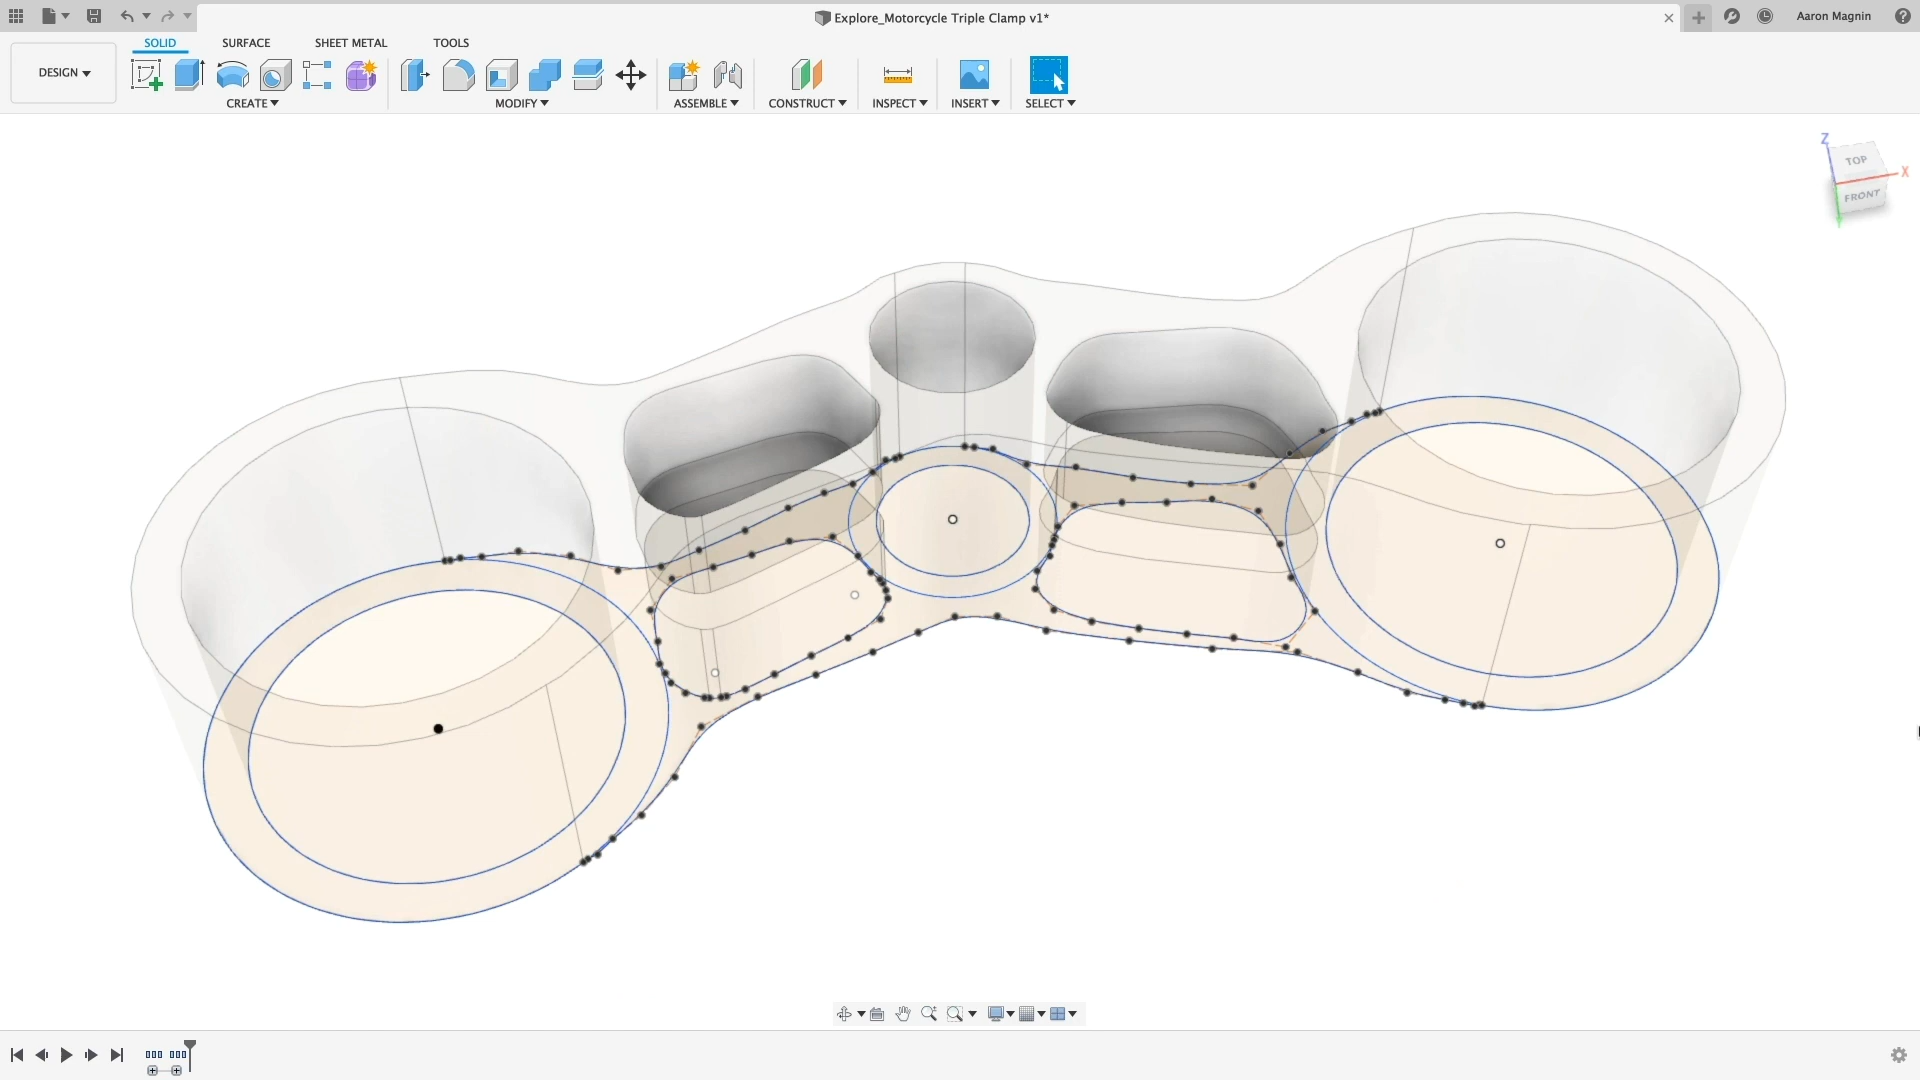 Explore_Motorcycle Triple Clamp v1*
Aaron Magnin
SOLID SURFACE SHEET METAL TOOLS
DESIGN
CREATE MODIFY ASSEMBLE CONSTRUCT INSPECT INSERT SELECT
Z
TOP
X
FRONT